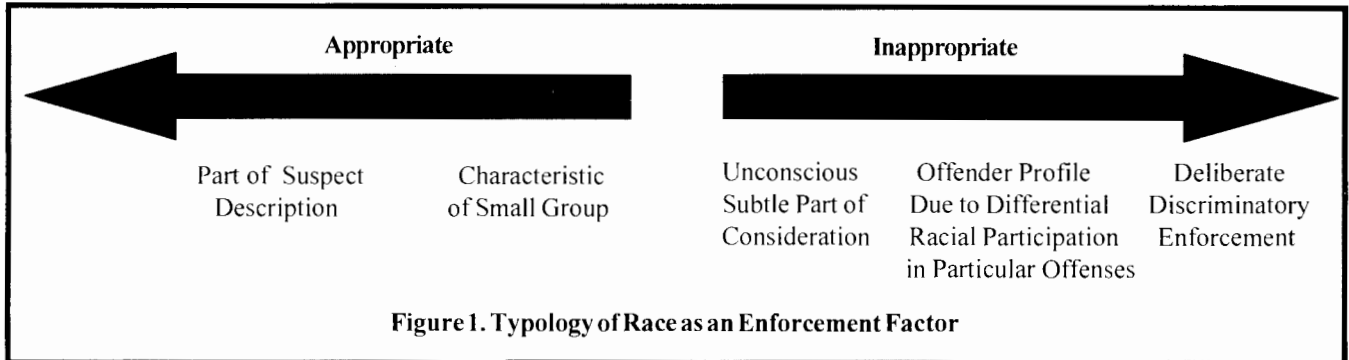 Appropriate
Inappropriate
Part of Suspect
Description
Characteristic
of Small Group
Unconscious
Subtle Part of
Consideration
Offender Profile
Due to Differential
Racial Participation
in Particular Offenses
Deliberate
Discriminatory
Enforcement
Figure 1. Typology of Race as an Enforcement Factor